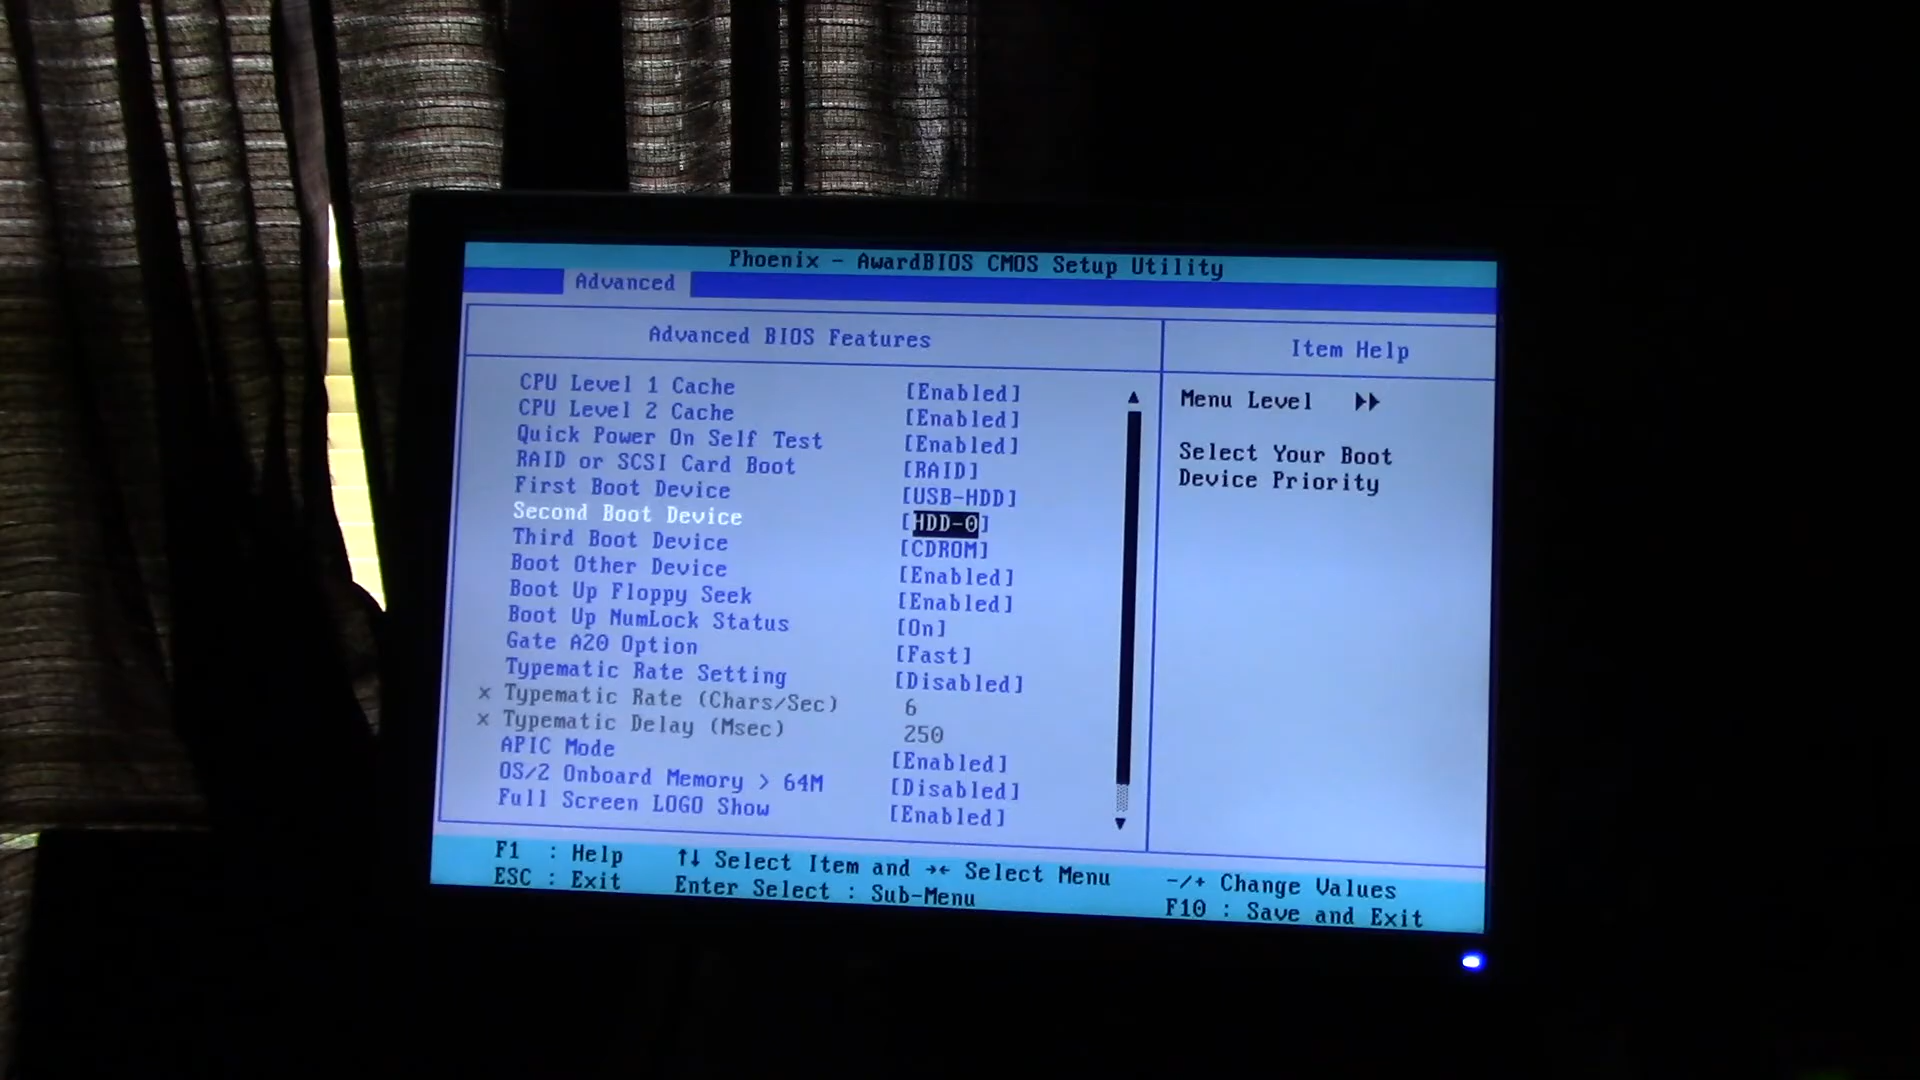 Phoenix - AwardBIOS CMOS Setup Utility
Advanced
Advanced BIOS Features
Item Help
CPU Level 1 Cache [Enabled]
CPU Level 2 Cache [Enabled]
Quick Power On Self Test [Enabled]
RAID or SCSI Card Boot [RAID]
First Boot Device [USB-HDD]
Second Boot Device [HDD-0]
Third Boot Device [CDROM]
Boot Other Device [Enabled]
Boot Up Floppy Seek [Enabled]
Boot Up NumLock Status [On]
Gate A20 Option [Fast]
Typematic Rate Setting [Disabled]
x Typematic Rate (Chars/Sec) 6
x Typematic Delay (Msec) 250
APIC Mode [Enabled]
OS/2 Onboard Memory > 64M [Disabled]
Full Screen LOGO Show [Enabled]
Menu Level ▶▶
Select Your Boot
Device Priority
F1 : Help ↑↓ Select Item and →← Select Menu -/+ Change Values
ESC : Exit Enter Select : Sub-Menu F10 : Save and Exit